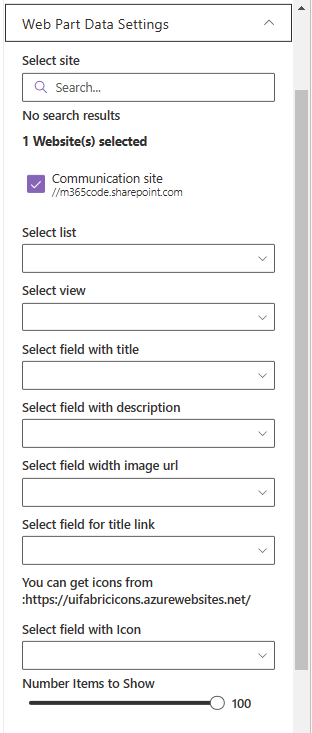 Web Part Data Settings
Select site
Search...
No search results
1 Website(s) selected
Communication site
//m365code.sharepoint.com
Select list
Select view
Select field with title
Select field with description
Select field width image url
Select field for title link
You can get icons from
:https://uifabricicons.azurewebsites.net/
Select field with Icon
Number Items to Show
100